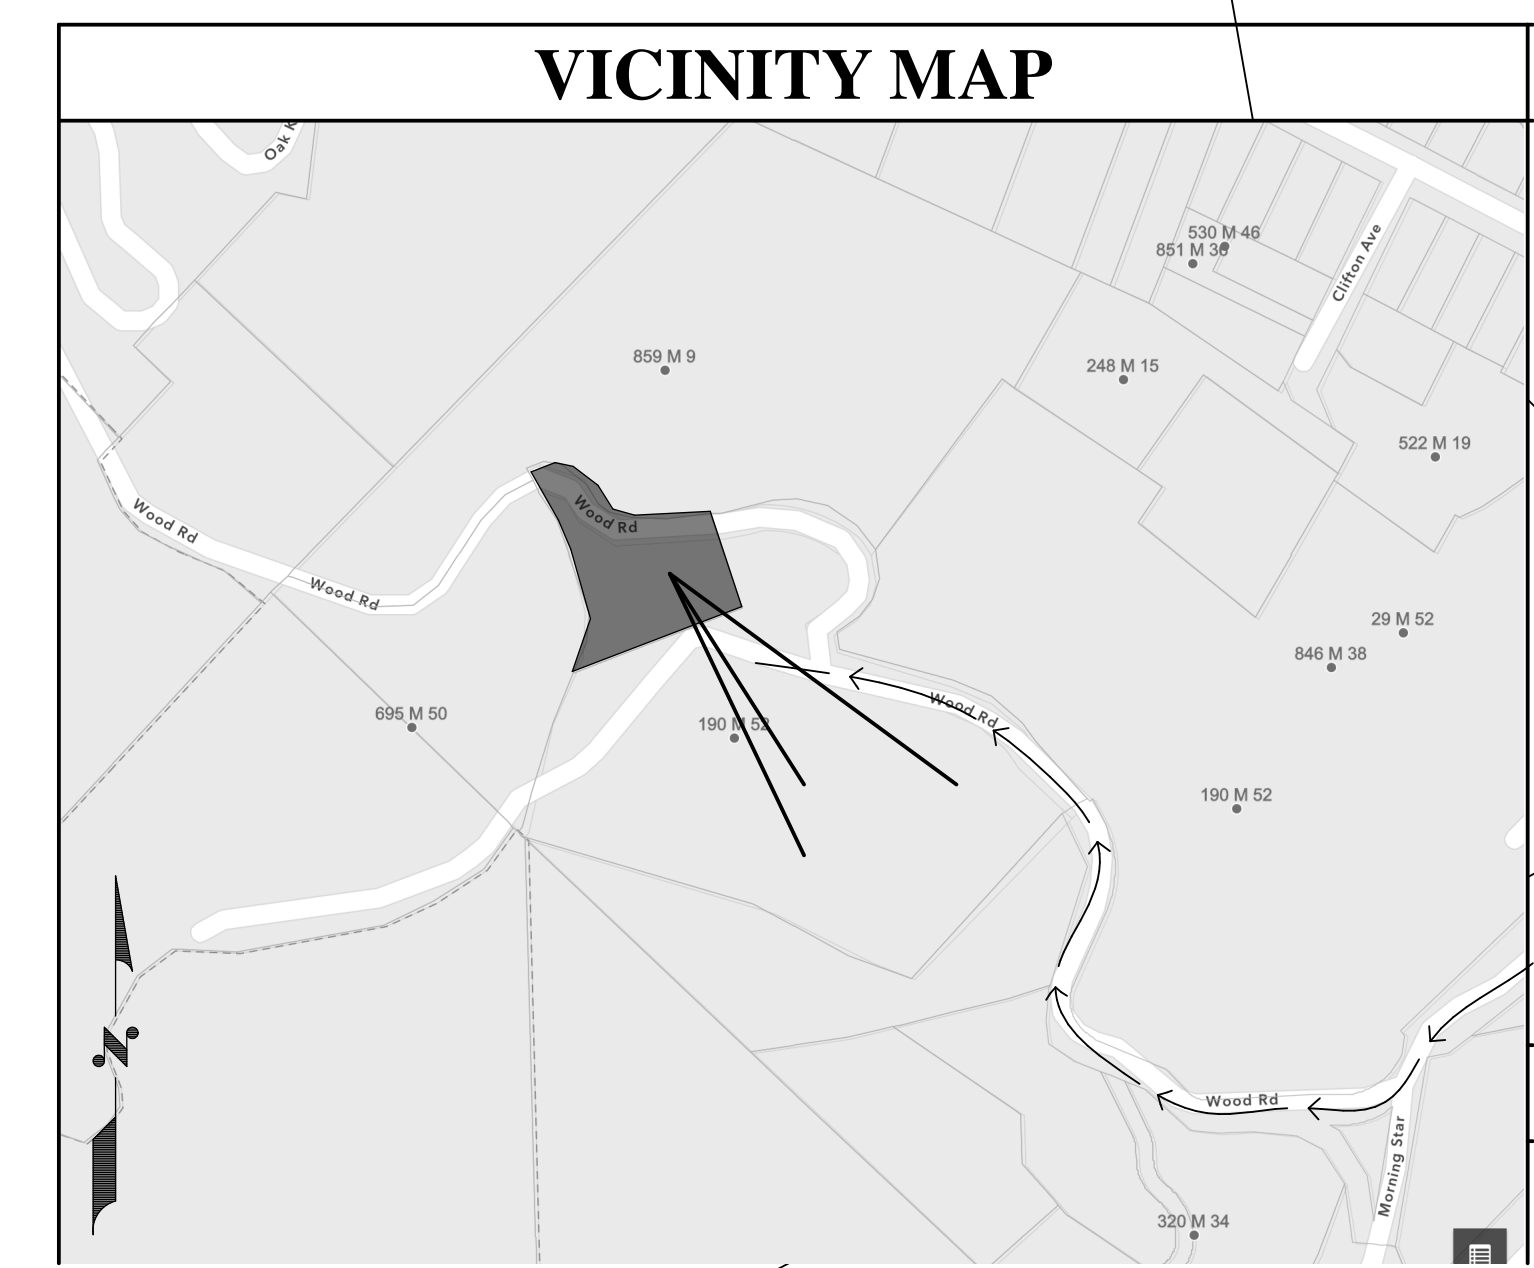 VICINITY MAP
Oak K
530 M 46
851 M 36
Clifton Ave
859 M 9
248 M 15
522 M 19
Wood Rd
Wood Rd
Wood Rd
29 M 52
846 M 38
Wood Rd
695 M 50
190 M 52
190 M 52
N
Wood Rd
Morning Star
320 M 34